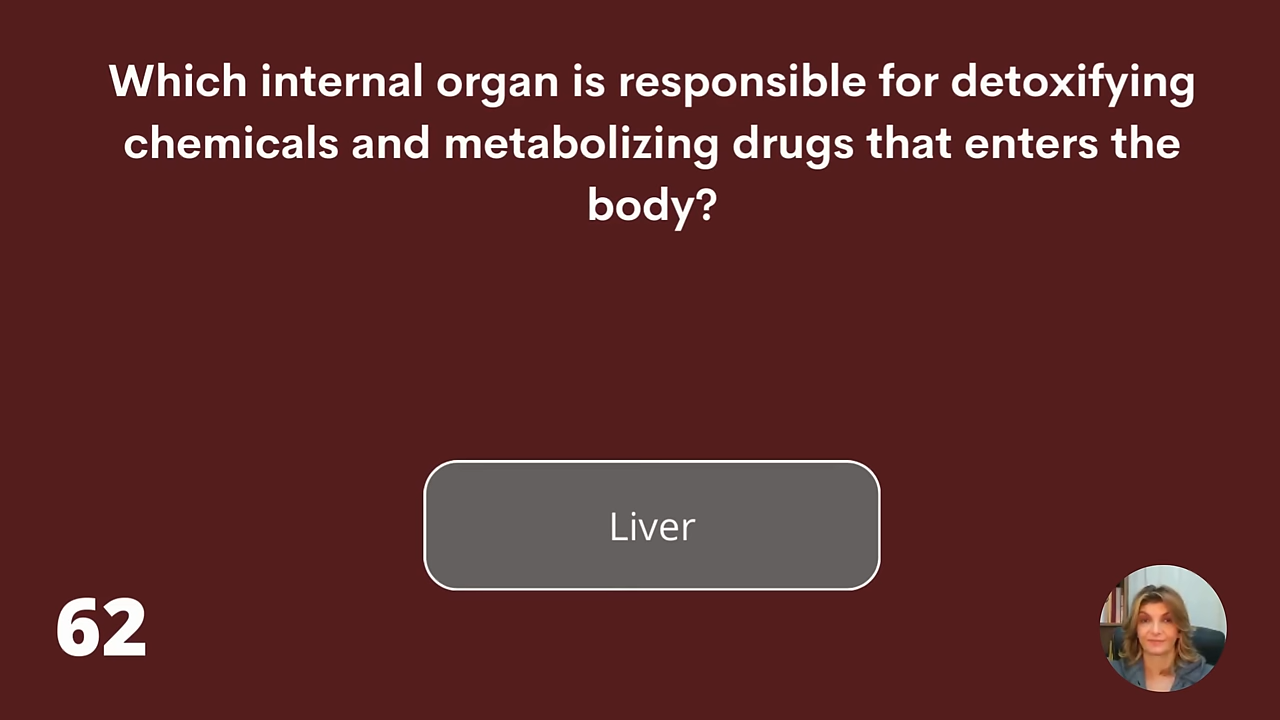 Which internal organ is responsible for detoxifying
chemicals and metabolizing drugs that enters the
body?
Liver
62